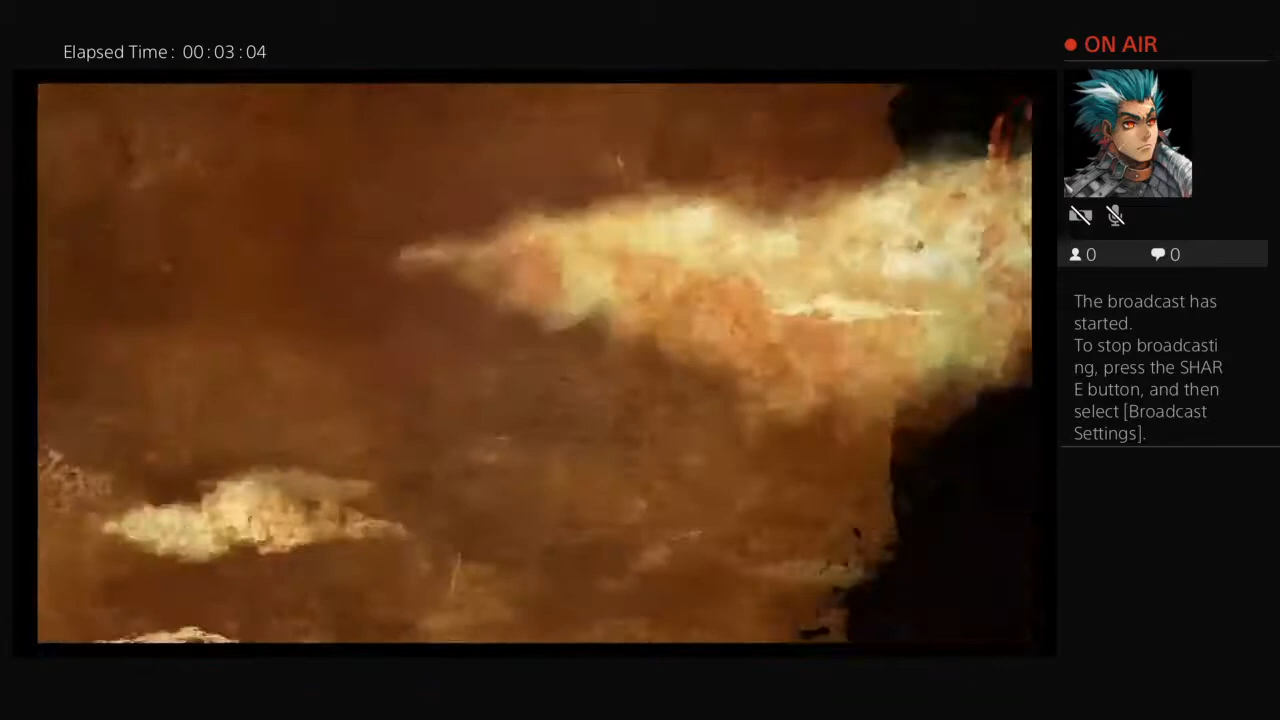 Elapsed Time: 00:03:04
ON AIR
0 0
The broadcast has
started.
To stop broadcasti
ng, press the SHAR
E button, and then
select [Broadcast
Settings].